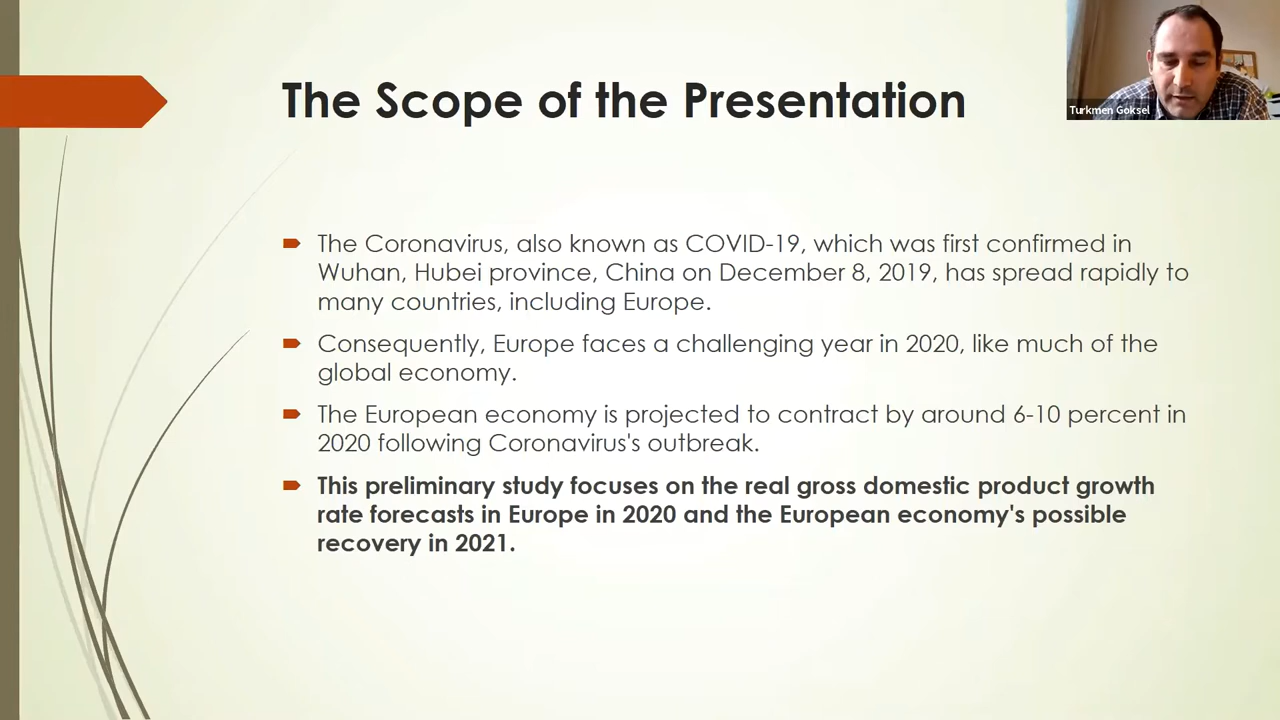 The Scope of the Presentation
Turkmen Goksel
The Coronavirus, also known as COVID-19, which was first confirmed in
Wuhan, Hubei province, China on December 8, 2019, has spread rapidly to
many countries, including Europe.
Consequently, Europe faces a challenging year in 2020, like much of the
global economy.
The European economy is projected to contract by around 6-10 percent in
2020 following Coronavirus's outbreak.
This preliminary study focuses on the real gross domestic product growth
rate forecasts in Europe in 2020 and the European economy's possible
recovery in 2021.